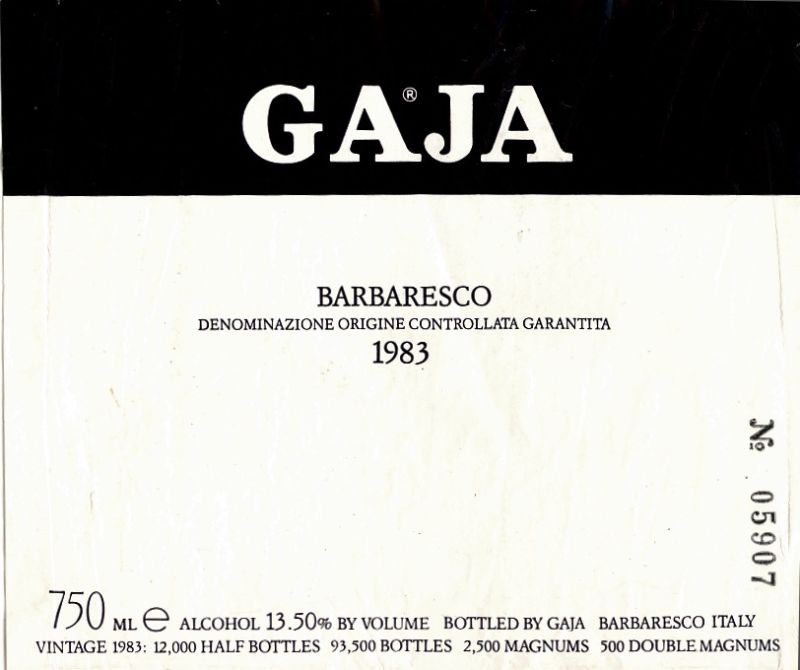 GAJA®
BARBARESCO
DENOMINAZIONE ORIGINE CONTROLLATA GARANTITA
1983
№ 05907
750 ML ℮ ALCOHOL 13.50% BY VOLUME BOTTLED BY GAJA BARBARESCO ITALY
VINTAGE 1983: 12,000 HALF BOTTLES 93,500 BOTTLES 2,500 MAGNUMS 500 DOUBLE MAGNUMS